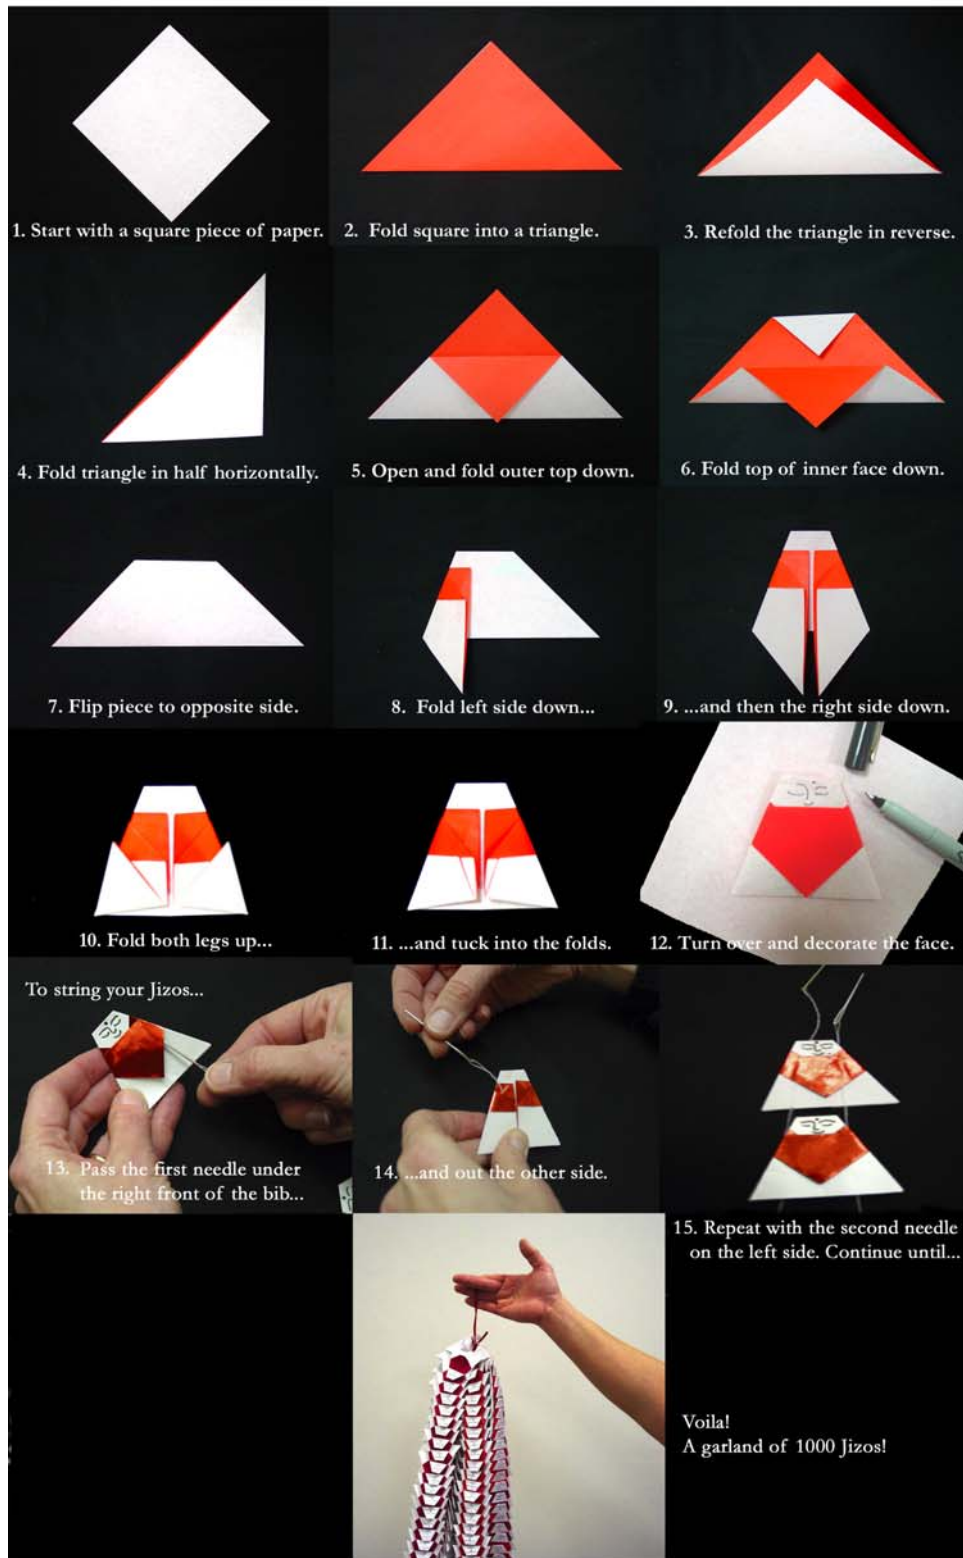 1. Start with a square piece of paper.
2. Fold square into a triangle.
3. Refold the triangle in reverse.
4. Fold triangle in half horizontally.
5. Open and fold outer top down.
6. Fold top of inner face down.
7. Flip piece to opposite side.
8. Fold left side down...
9. ...and then the right side down.
10. Fold both legs up...
11. ...and tuck into the folds.
12. Turn over and decorate the face.
To string your Jizos...
13. Pass the first needle under
the right front of the bib...
14. ...and out the other side.
15. Repeat with the second needle
on the left side. Continue until...
Voila!
A garland of 1000 Jizos!